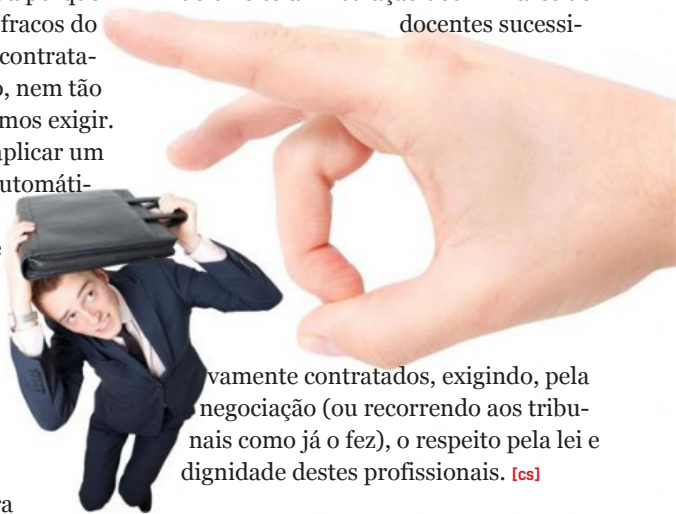 fracos do
contrata-
o, nem tão
mos exigir.
plicar um
utomáti-
e
ra
docentes sucessi-
vamente contratados, exigindo, pela
negociação (ou recorrendo aos tribu-
nais como já o fez), o respeito pela lei e
dignidade destes profissionais. [cs]